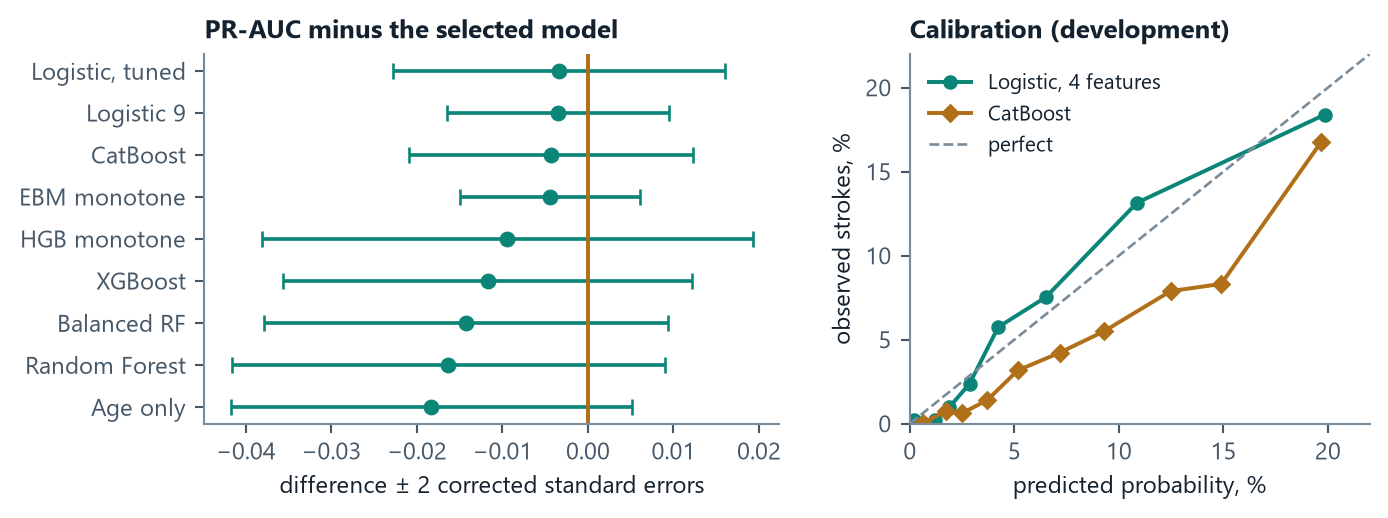 PR-AUC minus the selected model
Logistic, tuned
Logistic 9
CatBoost
EBM monotone
HGB monotone
XGBoost
Balanced RF
Random Forest
Age only
−0.04 −0.03 −0.02 −0.01 0.00 0.01 0.02
difference ± 2 corrected standard errors
Calibration (development)
Logistic, 4 features
CatBoost
perfect
observed strokes, %
20
15
10
5
0
0 5 10 15 20
predicted probability, %